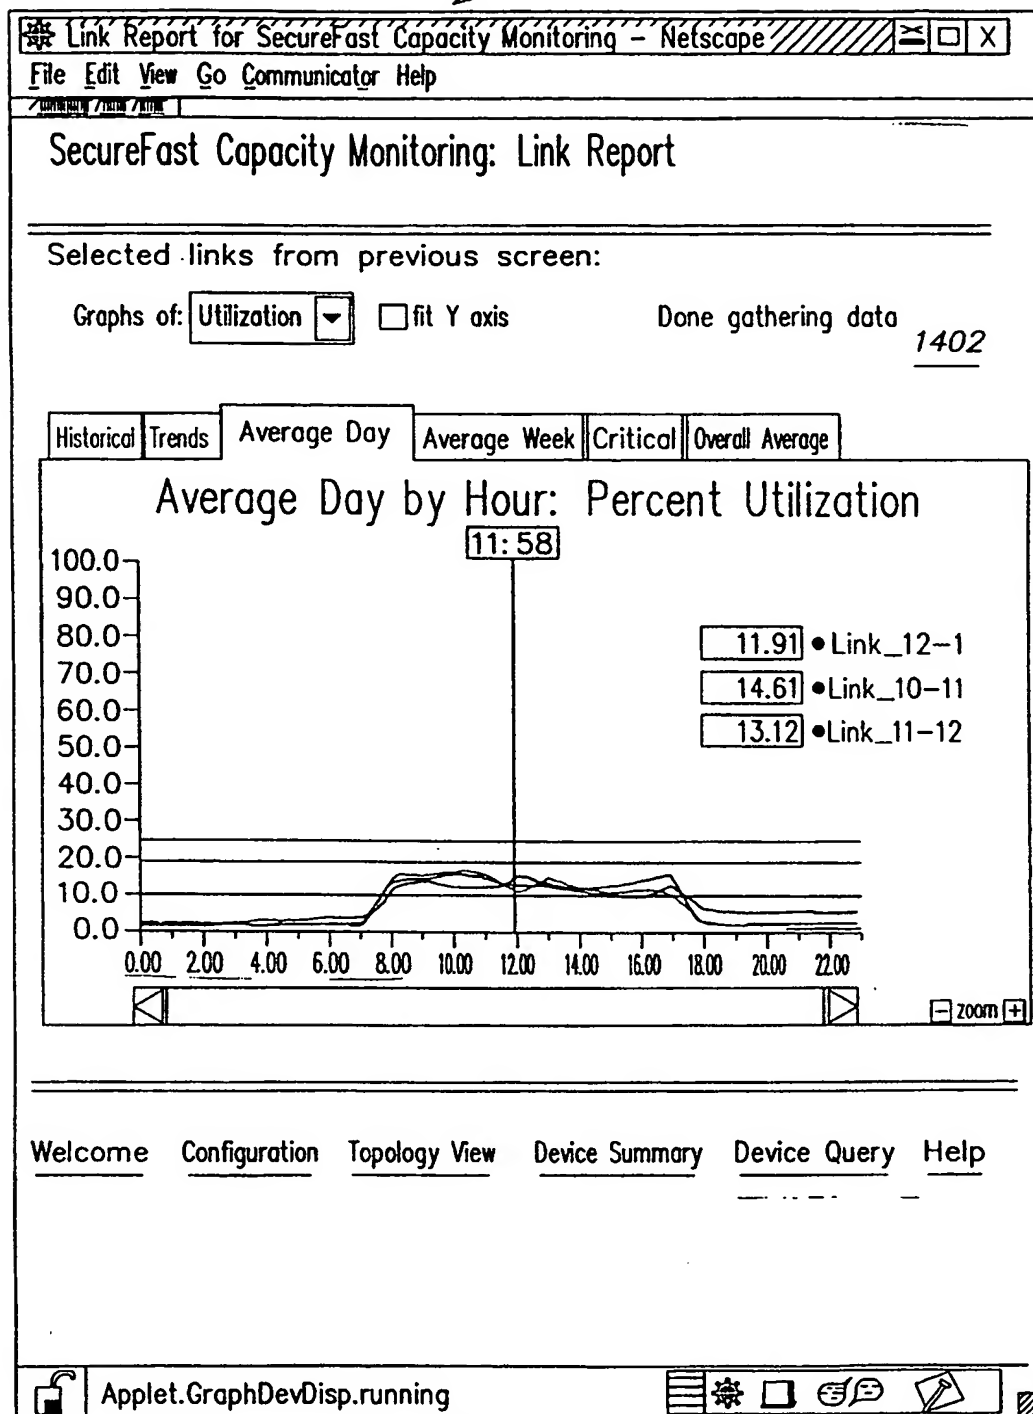 Link Report for SecureFast Capacity Monitoring – Netscape
File Edit View Go Communicator Help
SecureFast Capacity Monitoring: Link Report
Selected links from previous screen:
Graphs of: Utilization fit Y axis Done gathering data
1402
Historical Trends Average Day Average Week Critical Overall Average
Average Day by Hour: Percent Utilization
11:58
100.0
90.0
80.0
70.0
60.0
50.0
40.0
30.0
20.0
10.0
0.0
11.91 Link_12–1
14.61 Link_10–11
13.12 Link_11–12
0.00 2.00 4.00 6.00 8.00 10.00 12.00 14.00 16.00 18.00 20.00 22.00
zoom
Welcome Configuration Topology View Device Summary Device Query Help
Applet.GraphDevDisp.running